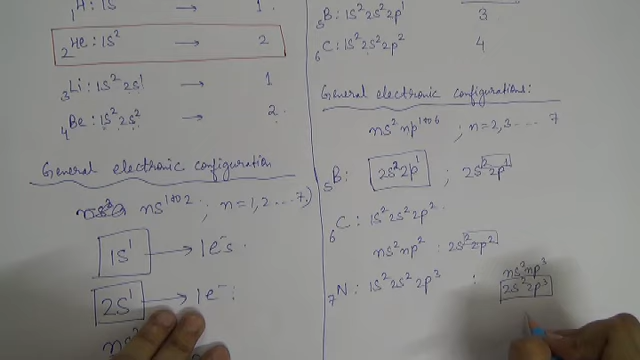 ₁H : 1s¹ → 1.
₂He : 1s² → 2
₃Li : 1s² 2s¹ → 1
₄Be : 1s² 2s² → 2.
General electronic configuration
ns¹ ᵗᵒ ² ; n = 1, 2 ... 7.)
1s¹ → 1e⁻s.
2s¹ → 1e⁻ :
ns²
₅B : 1s² 2s² 2p¹ 3
₆C : 1s² 2s² 2p² 4
General electronic configurations:
ns² np¹ ᵗᵒ ⁶ ; n = 2, 3 .... 7
₅B : 2s² 2p¹ ; 2s² 2p¹
₆C : 1s² 2s² 2p².
ns² np² : 2s² 2p²
₇N : 1s² 2s² 2p³ : ns² np³
2s² 2p³